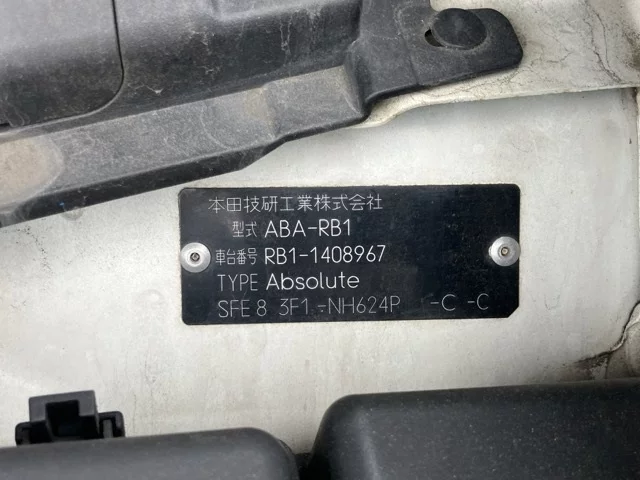 本田技研工業株式会社
型式 ABA-RB1
車台番号 RB1-1408967
TYPE Absolute
SFE 8 3F1 -NH624P -C -C